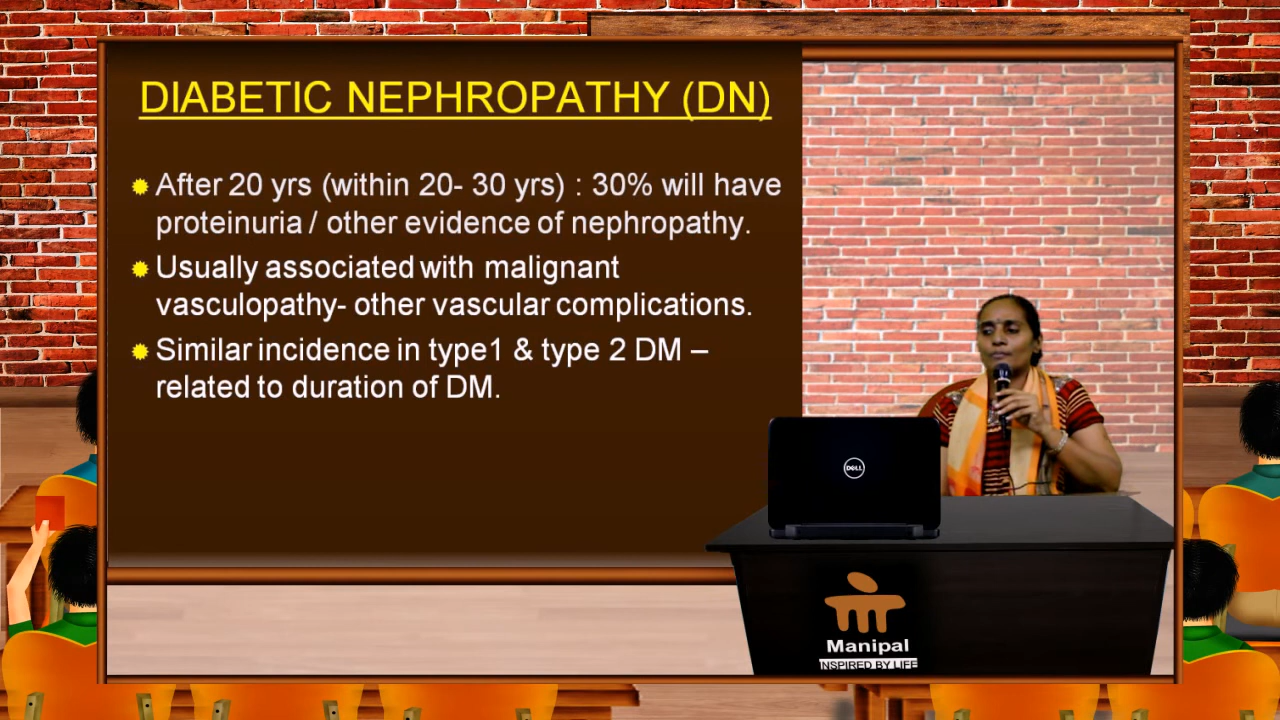 DIABETIC NEPHROPATHY (DN)
After 20 yrs (within 20- 30 yrs) : 30% will have
proteinuria / other evidence of nephropathy.
Usually associated with malignant
vasculopathy- other vascular complications.
Similar incidence in type1 & type 2 DM –
related to duration of DM.
DELL
Manipal
INSPIRED BY LIFE